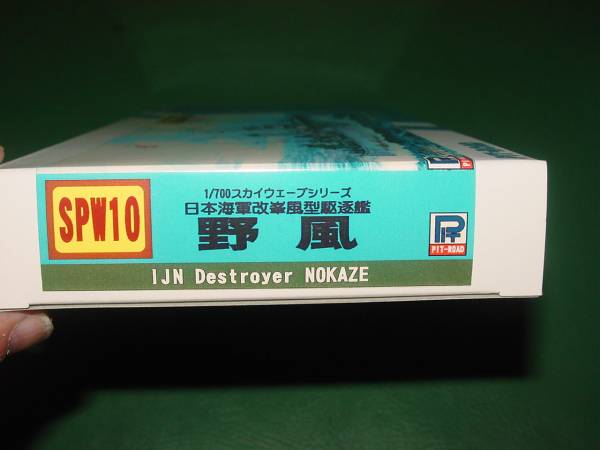 SPW10
1/700スカイウェーブシリーズ
日本海軍改峯風型駆逐艦
野風
PIT-ROAD
IJN Destroyer NOKAZE